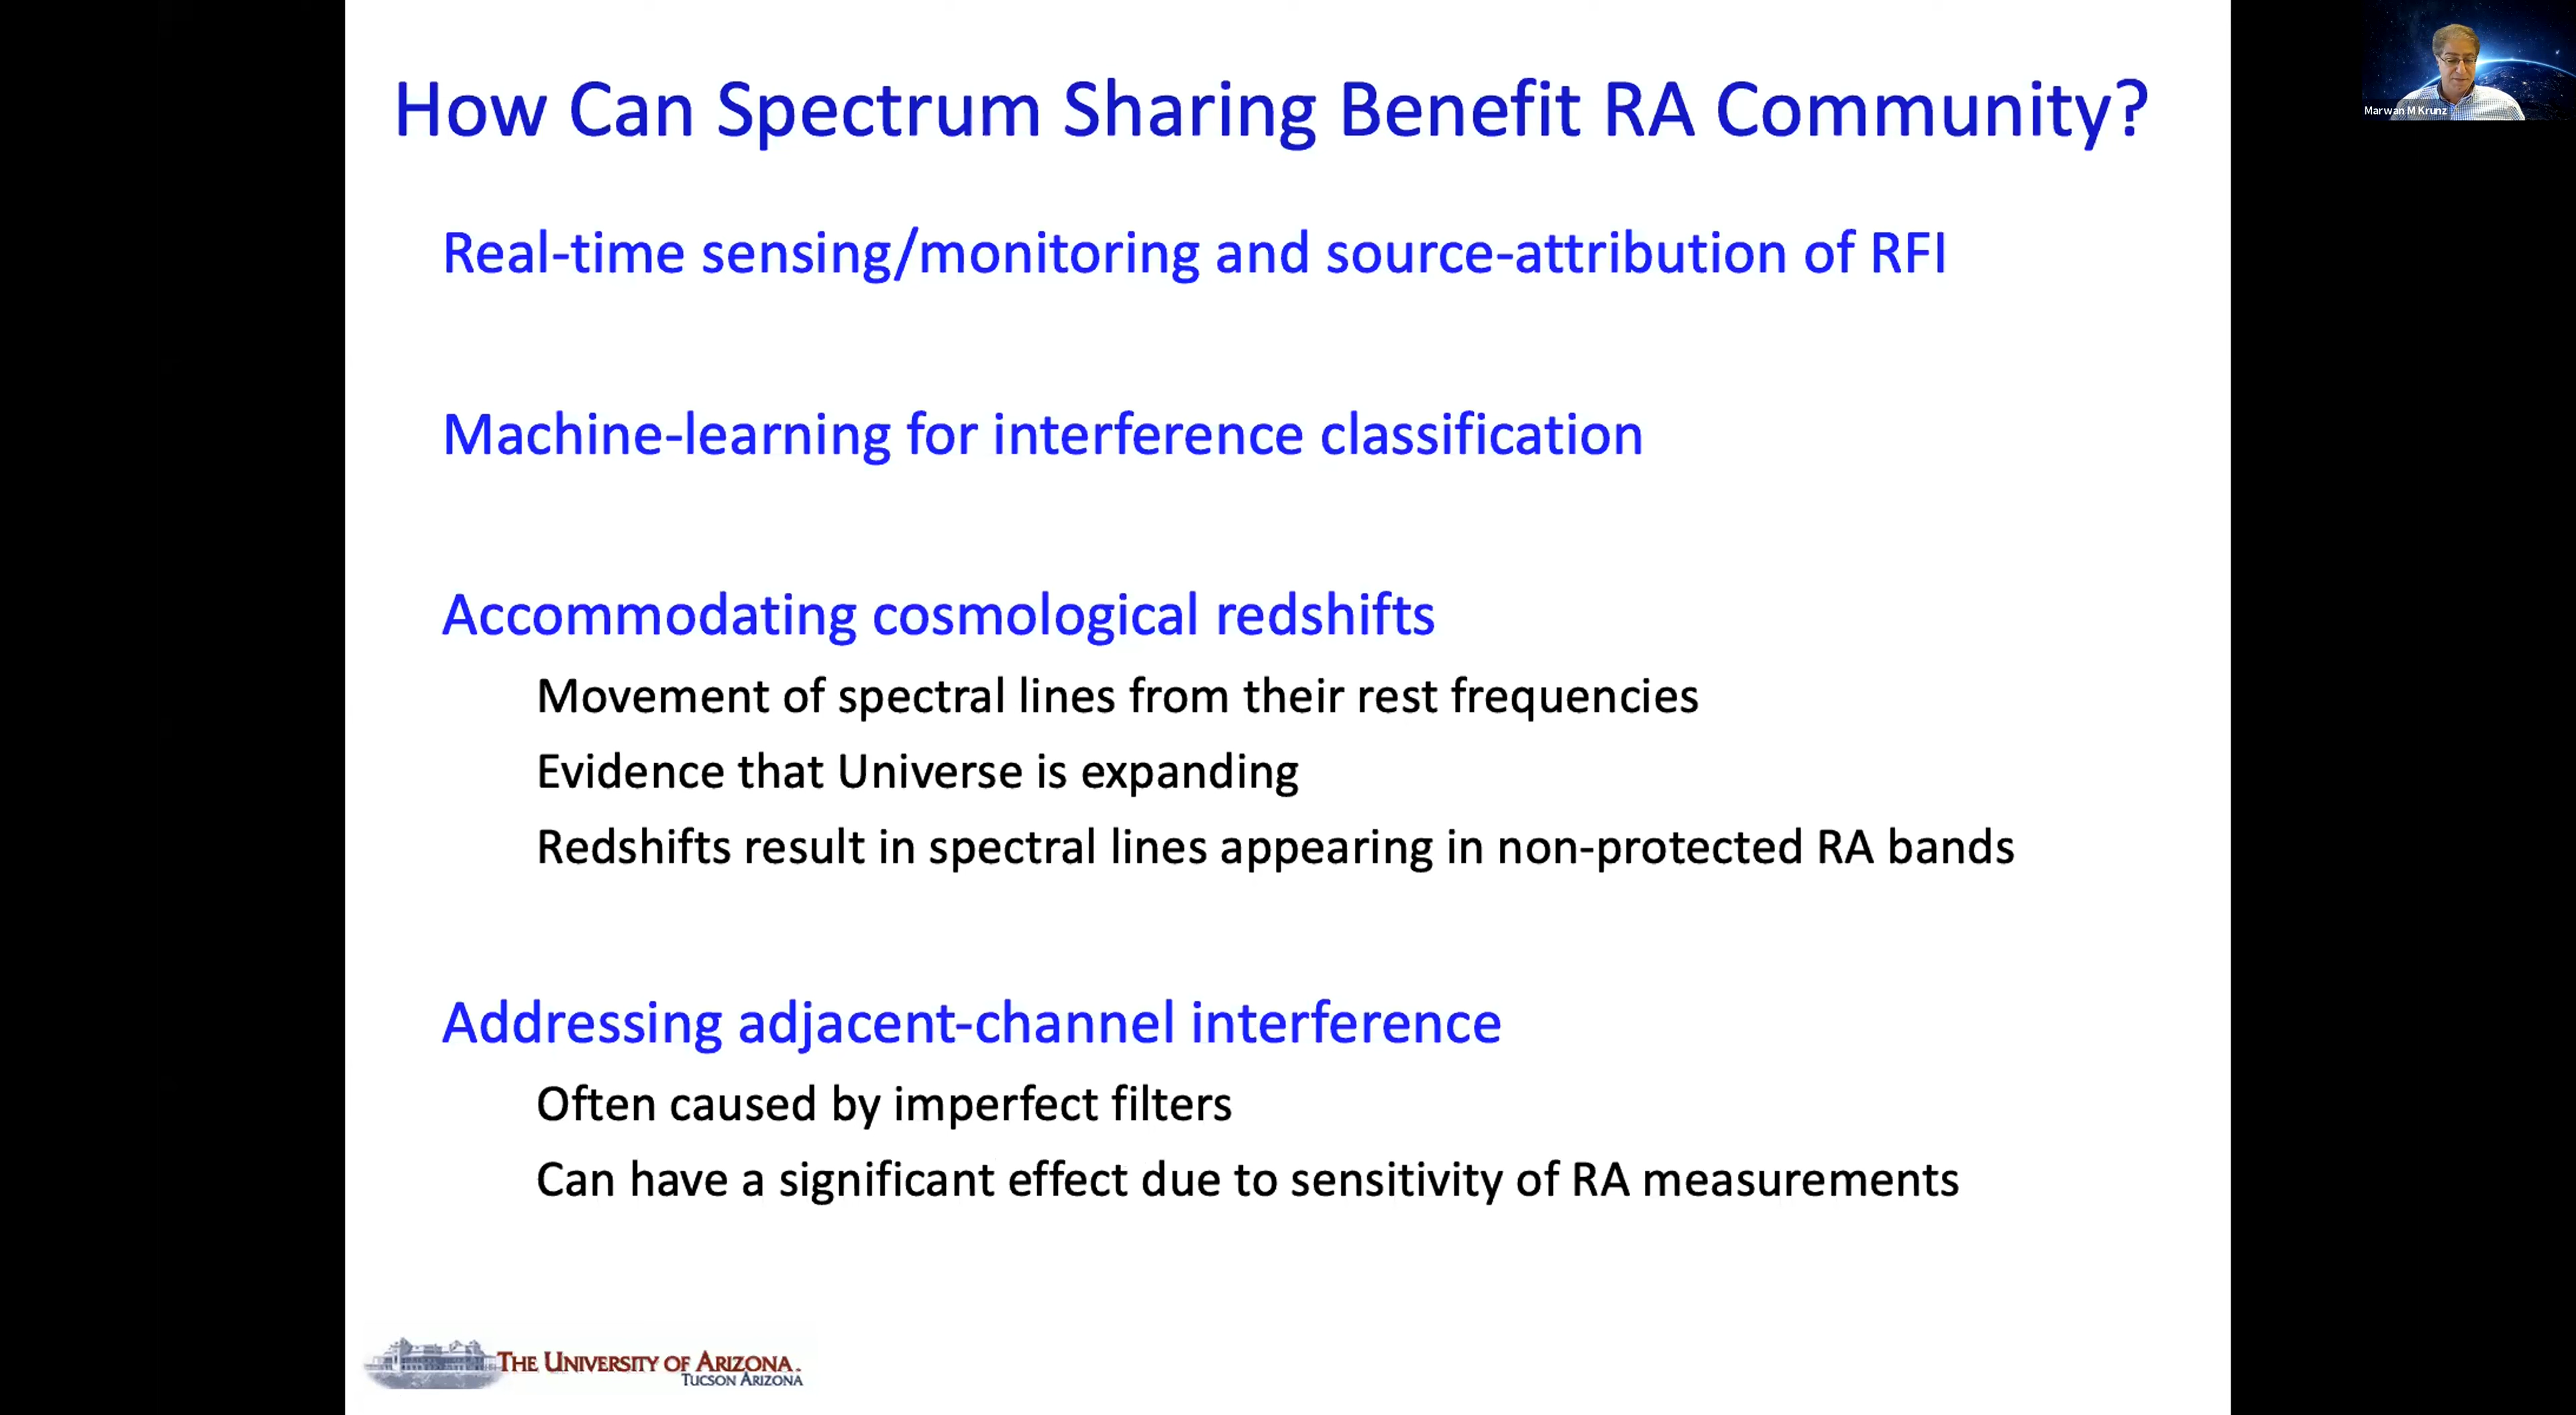 How Can Spectrum Sharing Benefit RA Community?
Marwan M Krunz
Real-time sensing/monitoring and source-attribution of RFI
Machine-learning for interference classification
Accommodating cosmological redshifts
Movement of spectral lines from their rest frequencies
Evidence that Universe is expanding
Redshifts result in spectral lines appearing in non-protected RA bands
Addressing adjacent-channel interference
Often caused by imperfect filters
Can have a significant effect due to sensitivity of RA measurements
THE UNIVERSITY OF ARIZONA.
TUCSON ARIZONA